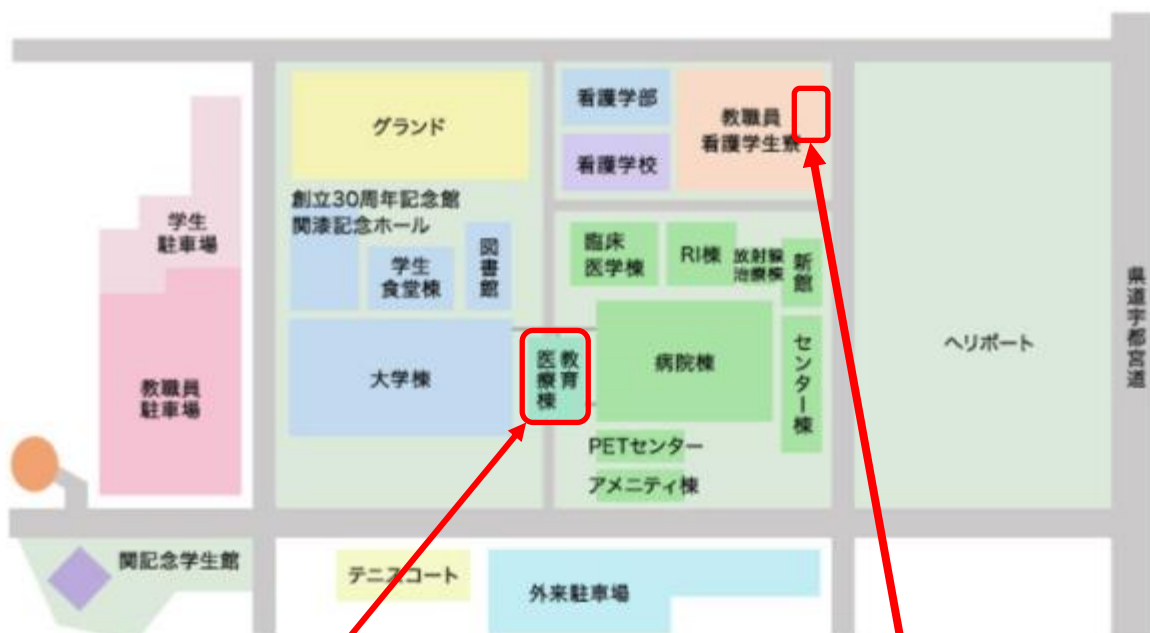 グランド
看護学部
教職員
看護学生寮
看護学校
創立30周年記念館
関湊記念ホール
学生
駐車場
学生
食堂棟
図書館
臨床
医学棟
RI棟
放射線
治療棟
新館
県道宇都宮道
ヘリポート
大学棟
教育
医療棟
病院棟
センター棟
教職員
駐車場
PETセンター
アメニティ棟
関記念学生館
テニスコート
外来駐車場